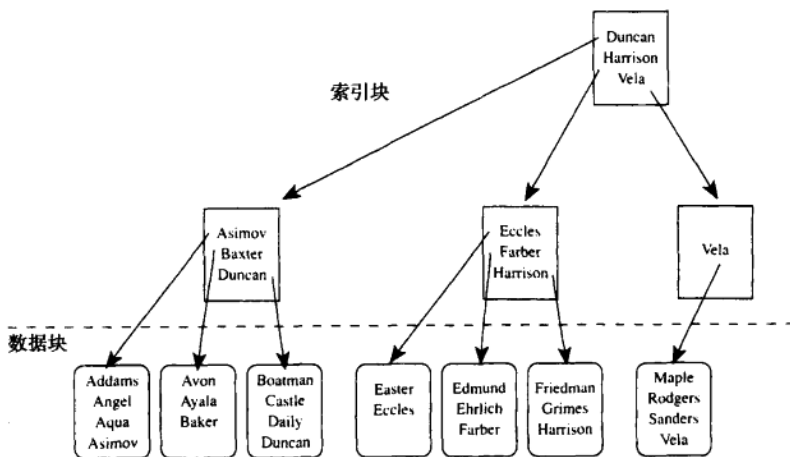 Duncan
Harrison
Vela
索引块
Asimov
Baxter
Duncan
Eccles
Farber
Harrison
Vela
数据块
Addams
Angel
Aqua
Asimov
Avon
Ayala
Baker
Boatman
Castle
Daily
Duncan
Easter
Eccles
Edmund
Ehrlich
Farber
Friedman
Grimes
Harrison
Maple
Rodgers
Sanders
Vela